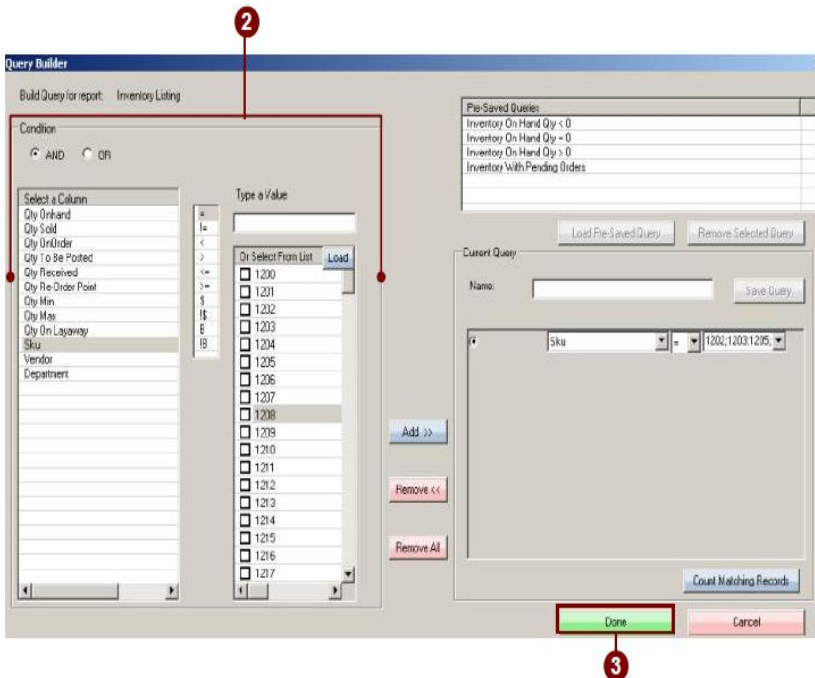 2
Query Builder
Build Query for report: Inventory Listing
Condition
AND OR
Select a Column
Qty Onhand
Qty Sold
Qty OnOrder
Qty To Be Posted
Qty Received
Qty Re-Order Point
Qty Min
Qty Max
Qty On Layaway
Sku
Vendor
Department
=
!=
<
>
<=
>=
$
!$
B
!B
Type a Value
Or Select From List Load
1200
1201
1202
1203
1204
1205
1206
1207
1208
1209
1210
1211
1212
1213
1214
1215
1216
1217
Add >>
Remove <<
Remove All
Pre-Saved Queries
Inventory On Hand Qty < 0
Inventory On Hand Qty = 0
Inventory On Hand Qty > 0
Inventory With Pending Orders
Load Pre-Saved Query Remove Selected Query
Current Query
Name: Save Query
Sku = 1202;1203;1205;
Count Matching Records
Done Cancel
3